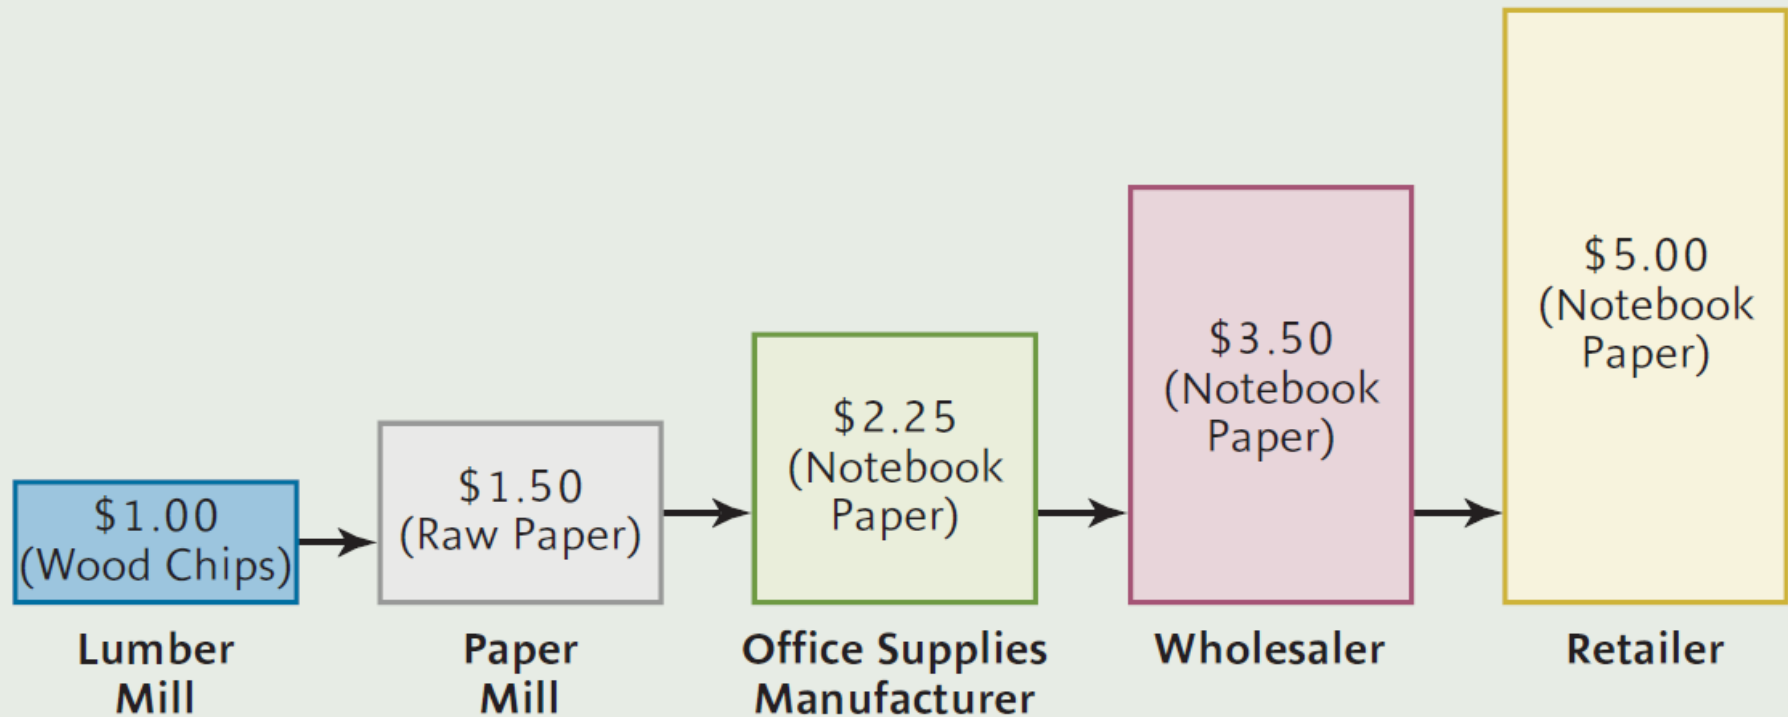 $1.00
(Wood Chips)
Lumber
Mill
$1.50
(Raw Paper)
Paper
Mill
$2.25
(Notebook
Paper)
Office Supplies
Manufacturer
$3.50
(Notebook
Paper)
Wholesaler
$5.00
(Notebook
Paper)
Retailer